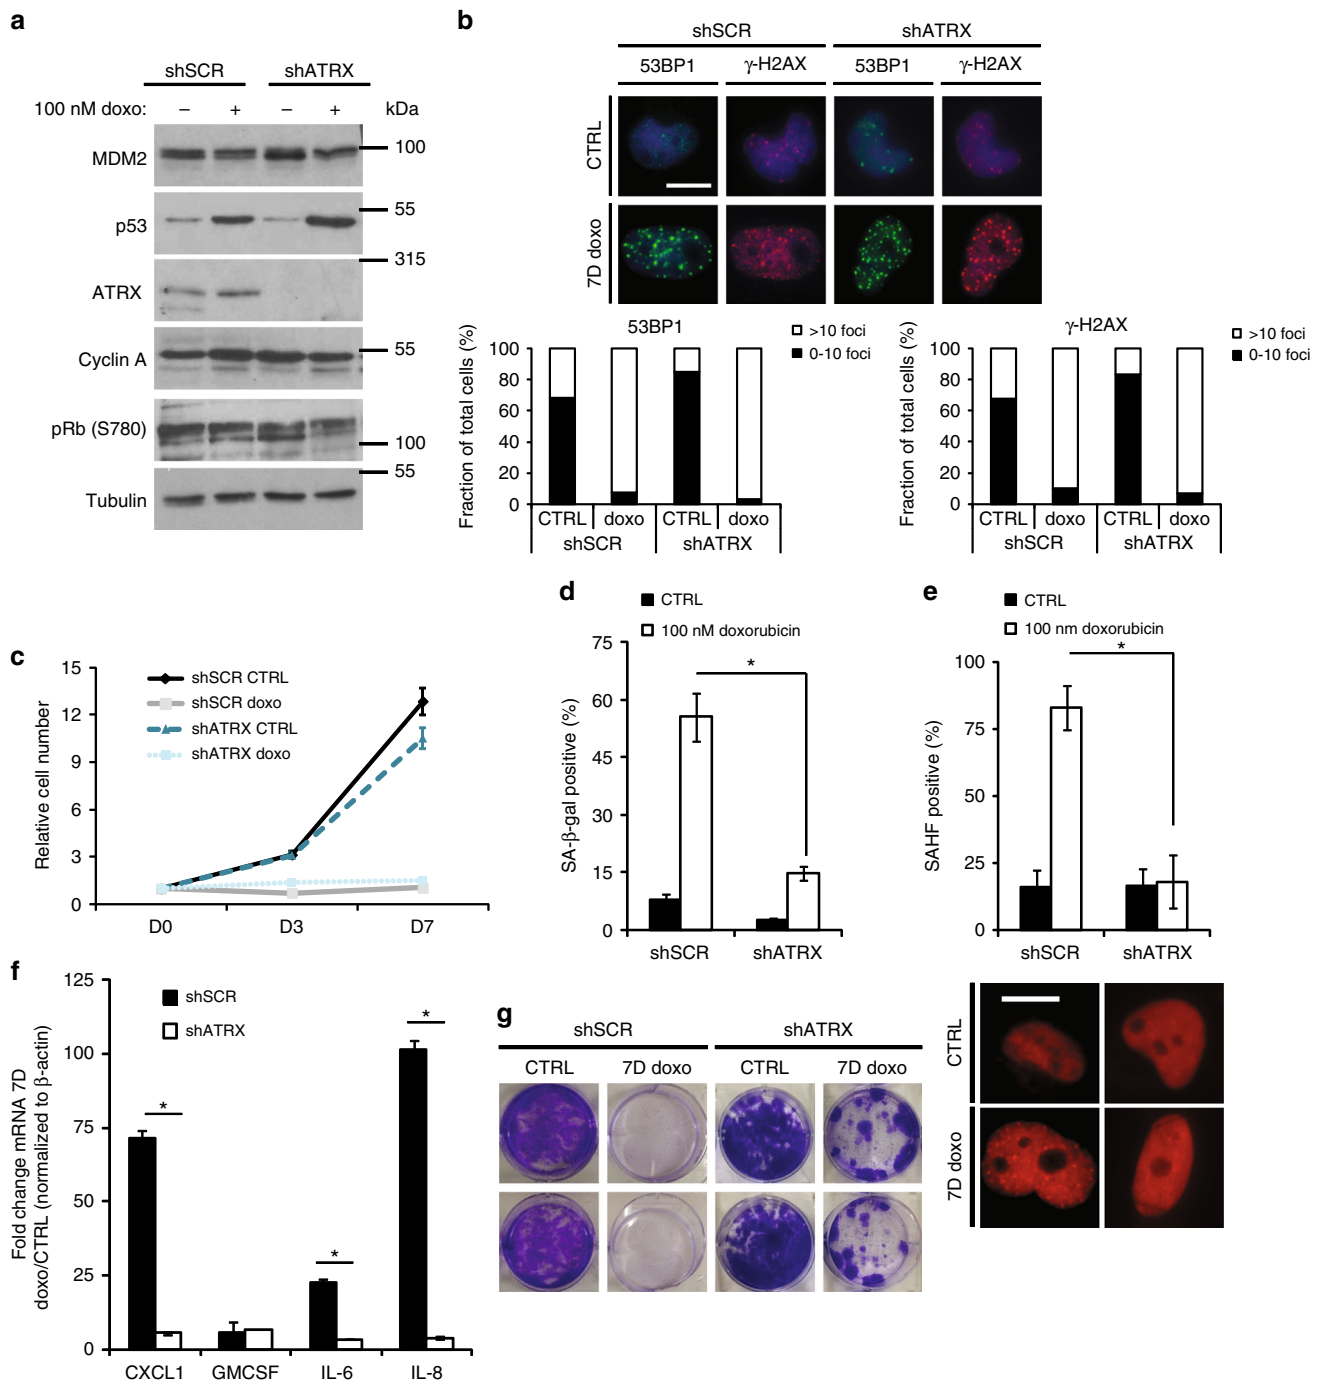 a
shSCR shATRX
100 nM doxo: – + – + kDa
MDM2 100
p53 55
ATRX 315
Cyclin A 55
pRb (S780) 100
Tubulin 55
b
shSCR shATRX
53BP1 γ-H2AX 53BP1 γ-H2AX
CTRL
7D doxo
53BP1
>10 foci
0-10 foci
Fraction of total cells (%)
100
80
60
40
20
0
CTRL doxo CTRL doxo
shSCR shATRX
γ-H2AX
>10 foci
0-10 foci
Fraction of total cells (%)
100
80
60
40
20
0
CTRL doxo CTRL doxo
shSCR shATRX
c
shSCR CTRL
shSCR doxo
shATRX CTRL
shATRX doxo
Relative cell number
15
12
9
6
3
0
D0 D3 D7
d
CTRL
100 nM doxorubicin
SA-β-gal positive (%)
75
60
45
30
15
0
*
shSCR shATRX
e
CTRL
100 nm doxorubicin
SAHF positive (%)
100
75
50
25
0
*
shSCR shATRX
CTRL
7D doxo
f
shSCR
shATRX
Fold change mRNA 7D
doxo/CTRL (normalized to β-actin)
125
100
75
50
25
0
* * *
CXCL1 GMCSF IL-6 IL-8
g
shSCR shATRX
CTRL 7D doxo CTRL 7D doxo